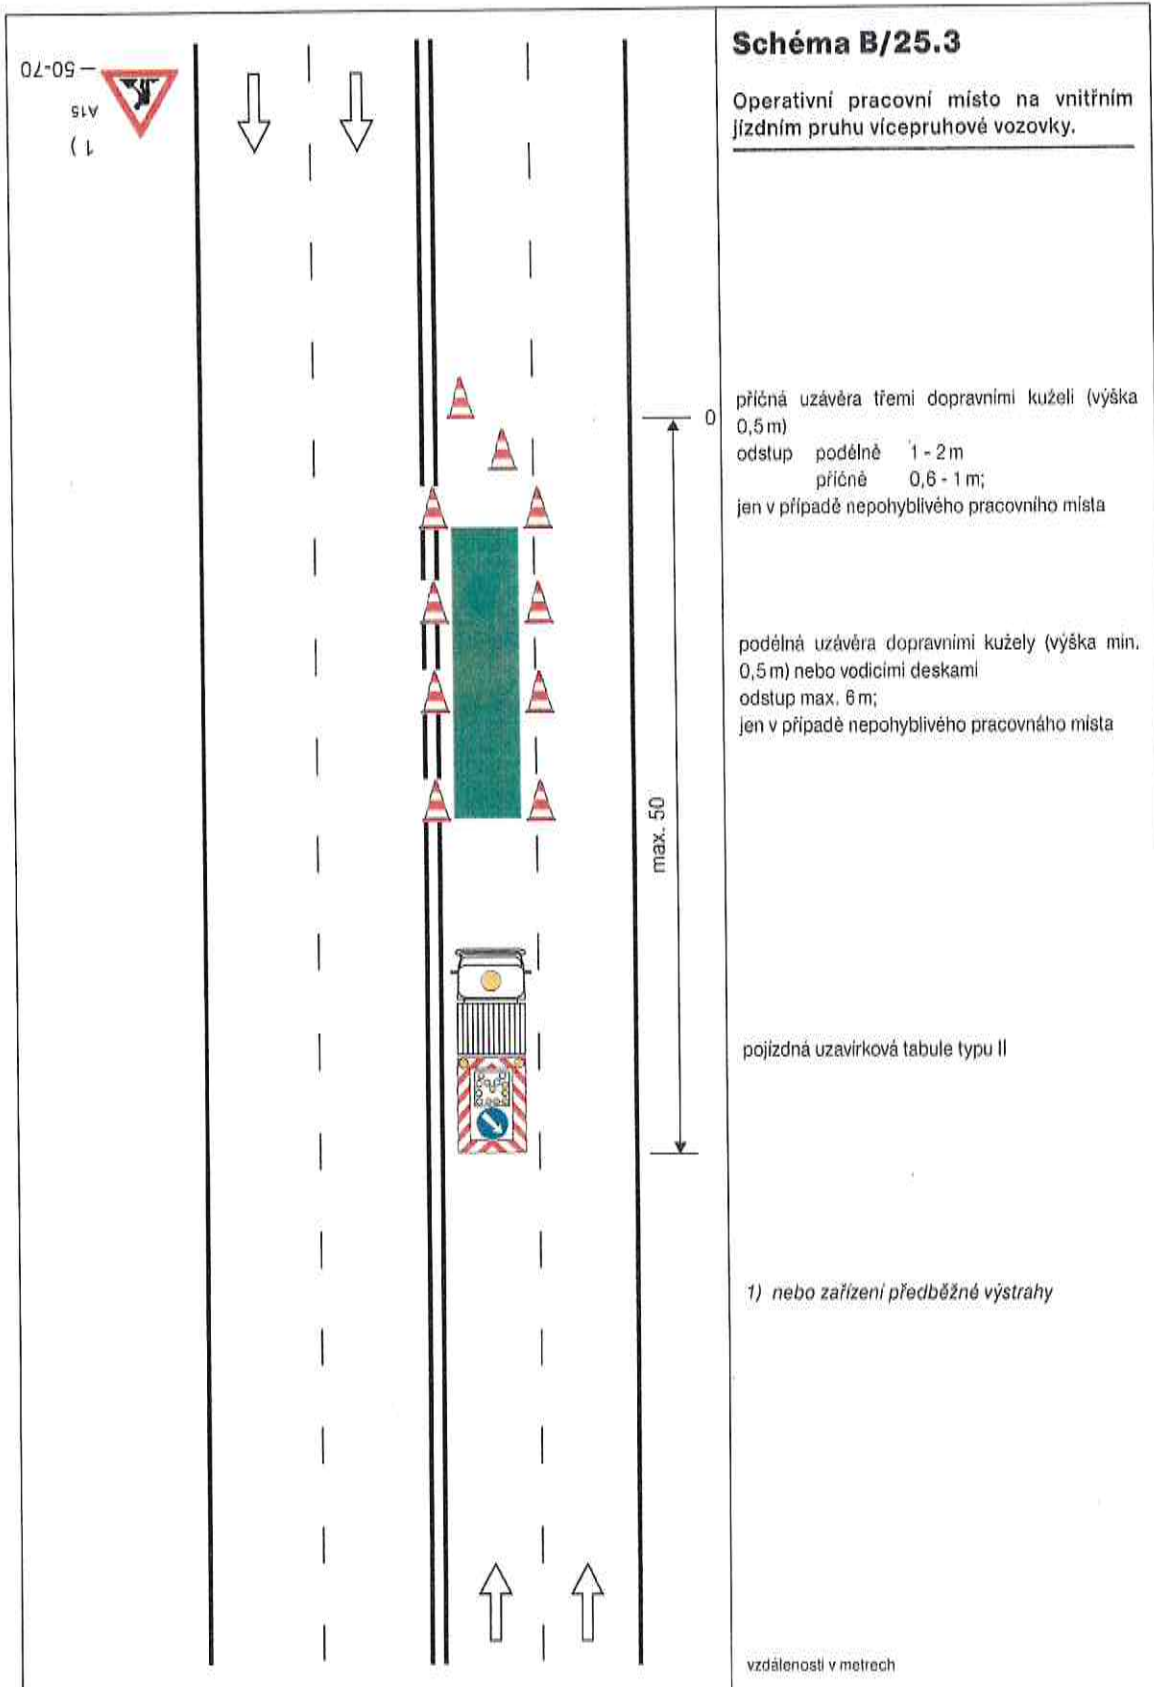 Schéma B/25.3
Operativní pracovní místo na vnitřním
jízdním pruhu vícepruhové vozovky.
50-70
A15
1)
0
příčná uzávěra třemi dopravními kuželi (výška
0,5 m)
odstup podélně 1 - 2 m
příčně 0,6 - 1 m;
jen v případě nepohyblivého pracovního místa
podélná uzávěra dopravními kužely (výška min.
0,5 m) nebo vodicími deskami
odstup max. 6 m;
jen v případě nepohyblivého pracovnáho místa
max. 50
pojízdná uzavírková tabule typu II
1) nebo zařízení předběžné výstrahy
vzdálenosti v metrech